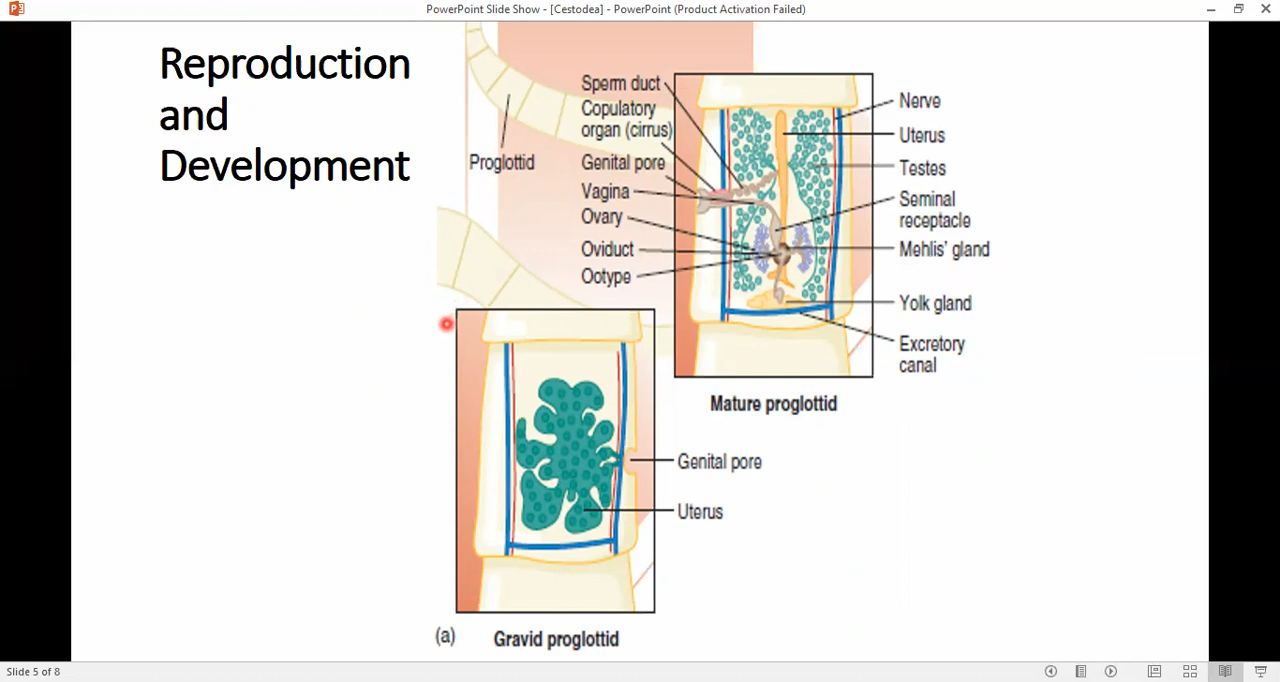 PowerPoint Slide Show - [Cestodea] - PowerPoint (Product Activation Failed)
Reproduction
and
Development
Proglottid
Sperm duct
Copulatory
organ (cirrus)
Genital pore
Vagina
Ovary
Oviduct
Ootype
Nerve
Uterus
Testes
Seminal
receptacle
Mehlis' gland
Yolk gland
Excretory
canal
Mature proglottid
Genital pore
Uterus
(a)
Gravid proglottid
Slide 5 of 8